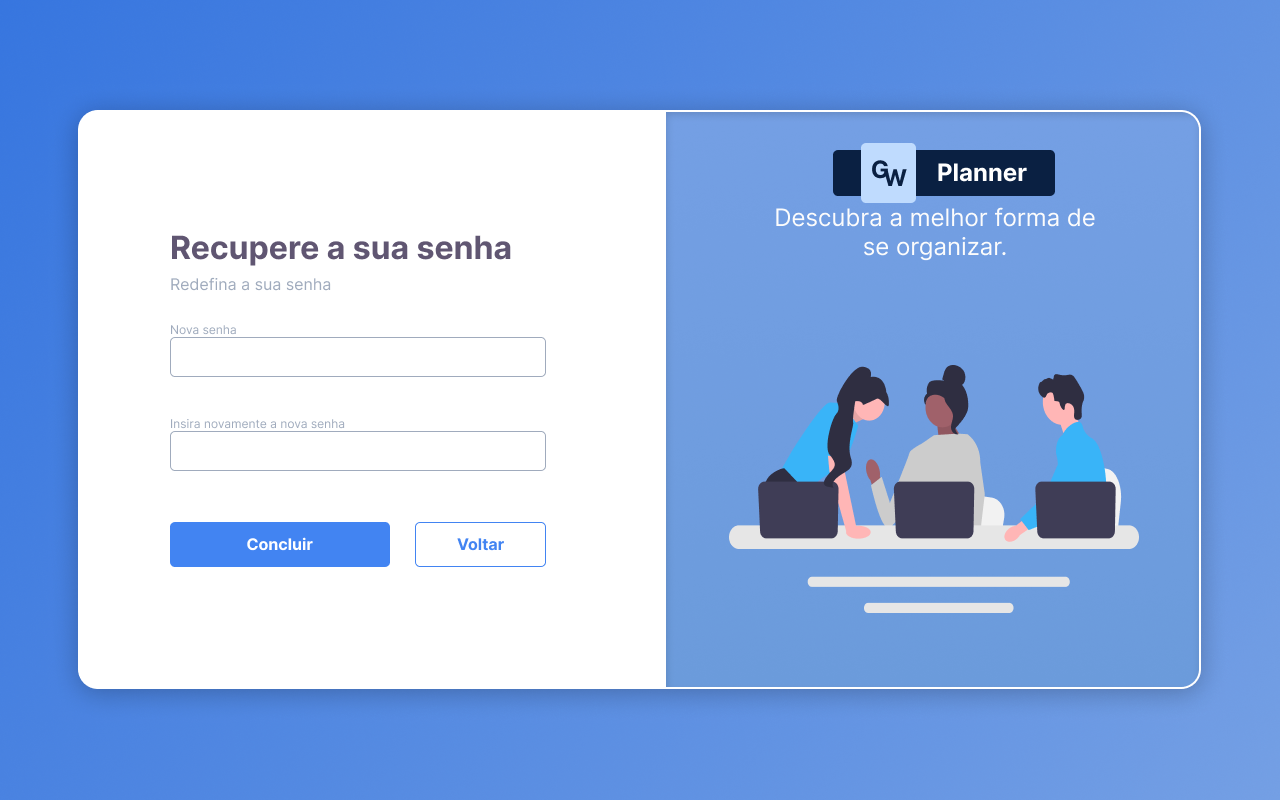 Recupere a sua senha
Redefina a sua senha
Nova senha
Insira novamente a nova senha
Concluir
Voltar
GW Planner
Descubra a melhor forma de
se organizar.